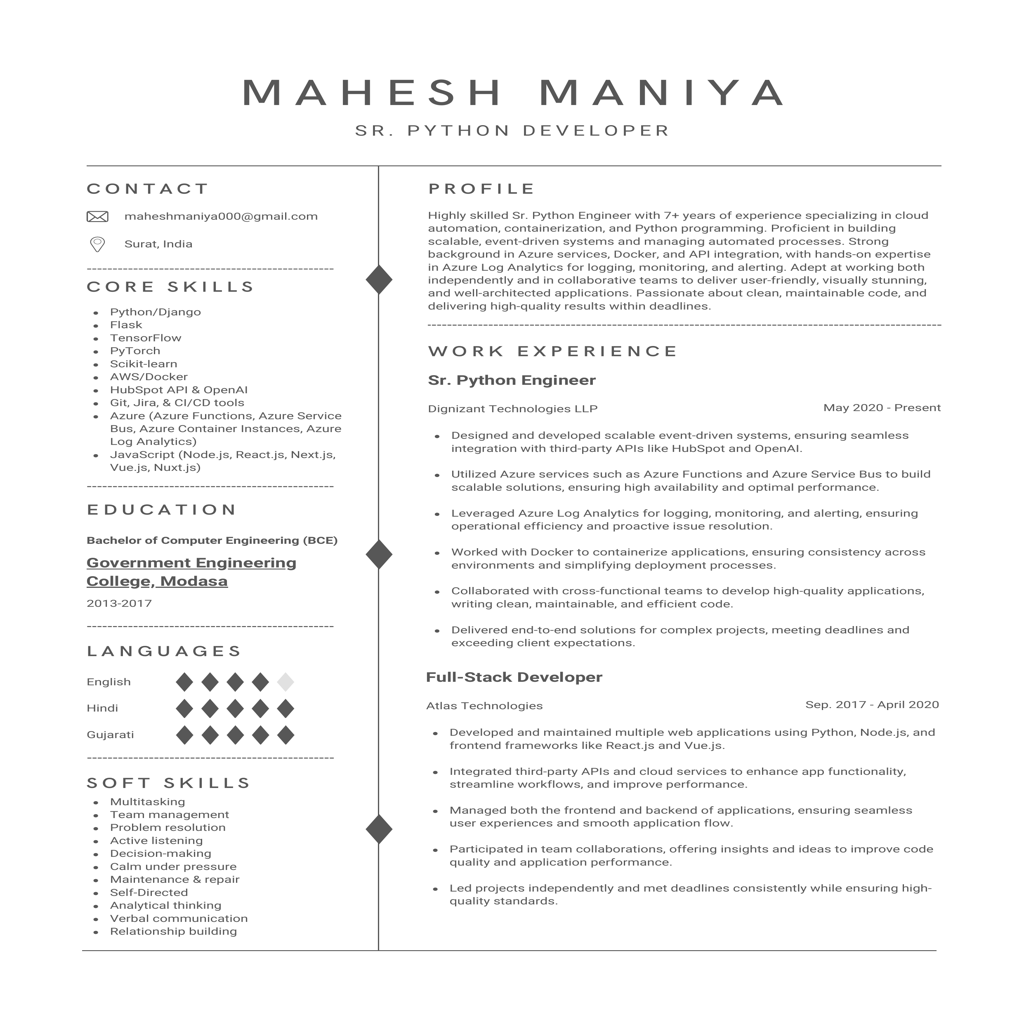 MAHESH MANIYA
SR. PYTHON DEVELOPER
CONTACT
maheshmaniya000@gmail.com
Surat, India
CORE SKILLS
• Python/Django
• Flask
• TensorFlow
• PyTorch
• Scikit-learn
• AWS/Docker
• HubSpot API & OpenAI
• Git, Jira, & CI/CD tools
• Azure (Azure Functions, Azure Service
Bus, Azure Container Instances, Azure
Log Analytics)
• JavaScript (Node.js, React.js, Next.js,
Vue.js, Nuxt.js)
EDUCATION
Bachelor of Computer Engineering (BCE)
Government Engineering
College, Modasa
2013-2017
LANGUAGES
English
Hindi
Gujarati
SOFT SKILLS
• Multitasking
• Team management
• Problem resolution
• Active listening
• Decision-making
• Calm under pressure
• Maintenance & repair
• Self-Directed
• Analytical thinking
• Verbal communication
• Relationship building
PROFILE
Highly skilled Sr. Python Engineer with 7+ years of experience specializing in cloud
automation, containerization, and Python programming. Proficient in building
scalable, event-driven systems and managing automated processes. Strong
background in Azure services, Docker, and API integration, with hands-on expertise
in Azure Log Analytics for logging, monitoring, and alerting. Adept at working both
independently and in collaborative teams to deliver user-friendly, visually stunning,
and well-architected applications. Passionate about clean, maintainable code, and
delivering high-quality results within deadlines.
WORK EXPERIENCE
Sr. Python Engineer
Dignizant Technologies LLP May 2020 - Present
• Designed and developed scalable event-driven systems, ensuring seamless
integration with third-party APIs like HubSpot and OpenAI.
• Utilized Azure services such as Azure Functions and Azure Service Bus to build
scalable solutions, ensuring high availability and optimal performance.
• Leveraged Azure Log Analytics for logging, monitoring, and alerting, ensuring
operational efficiency and proactive issue resolution.
• Worked with Docker to containerize applications, ensuring consistency across
environments and simplifying deployment processes.
• Collaborated with cross-functional teams to develop high-quality applications,
writing clean, maintainable, and efficient code.
• Delivered end-to-end solutions for complex projects, meeting deadlines and
exceeding client expectations.
Full-Stack Developer
Atlas Technologies Sep. 2017 - April 2020
• Developed and maintained multiple web applications using Python, Node.js, and
frontend frameworks like React.js and Vue.js.
• Integrated third-party APIs and cloud services to enhance app functionality,
streamline workflows, and improve performance.
• Managed both the frontend and backend of applications, ensuring seamless
user experiences and smooth application flow.
• Participated in team collaborations, offering insights and ideas to improve code
quality and application performance.
• Led projects independently and met deadlines consistently while ensuring high-
quality standards.